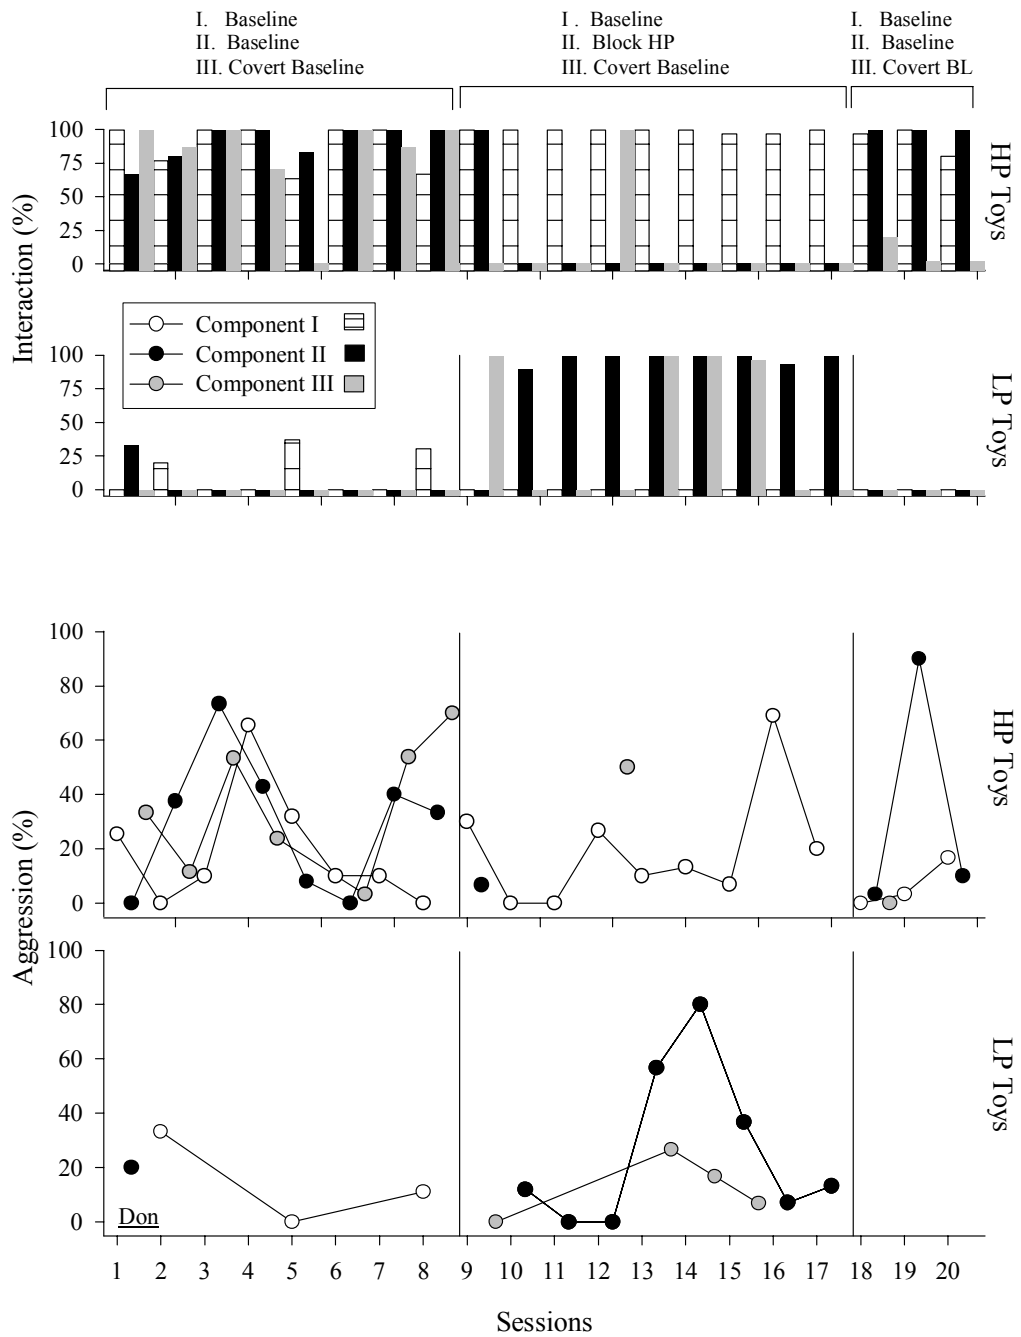 I. Baseline
II. Baseline
III. Covert Baseline
I . Baseline
II. Block HP
III. Covert Baseline
I. Baseline
II. Baseline
III. Covert BL
100
75
50
25
0
HP Toys
Interaction (%)
Component I
Component II
Component III
100
75
50
25
0
LP Toys
100
80
60
40
20
0
HP Toys
Aggression (%)
100
80
60
40
20
0
LP Toys
Don
1 2 3 4 5 6 7 8 9 10 11 12 13 14 15 16 17 18 19 20
Sessions